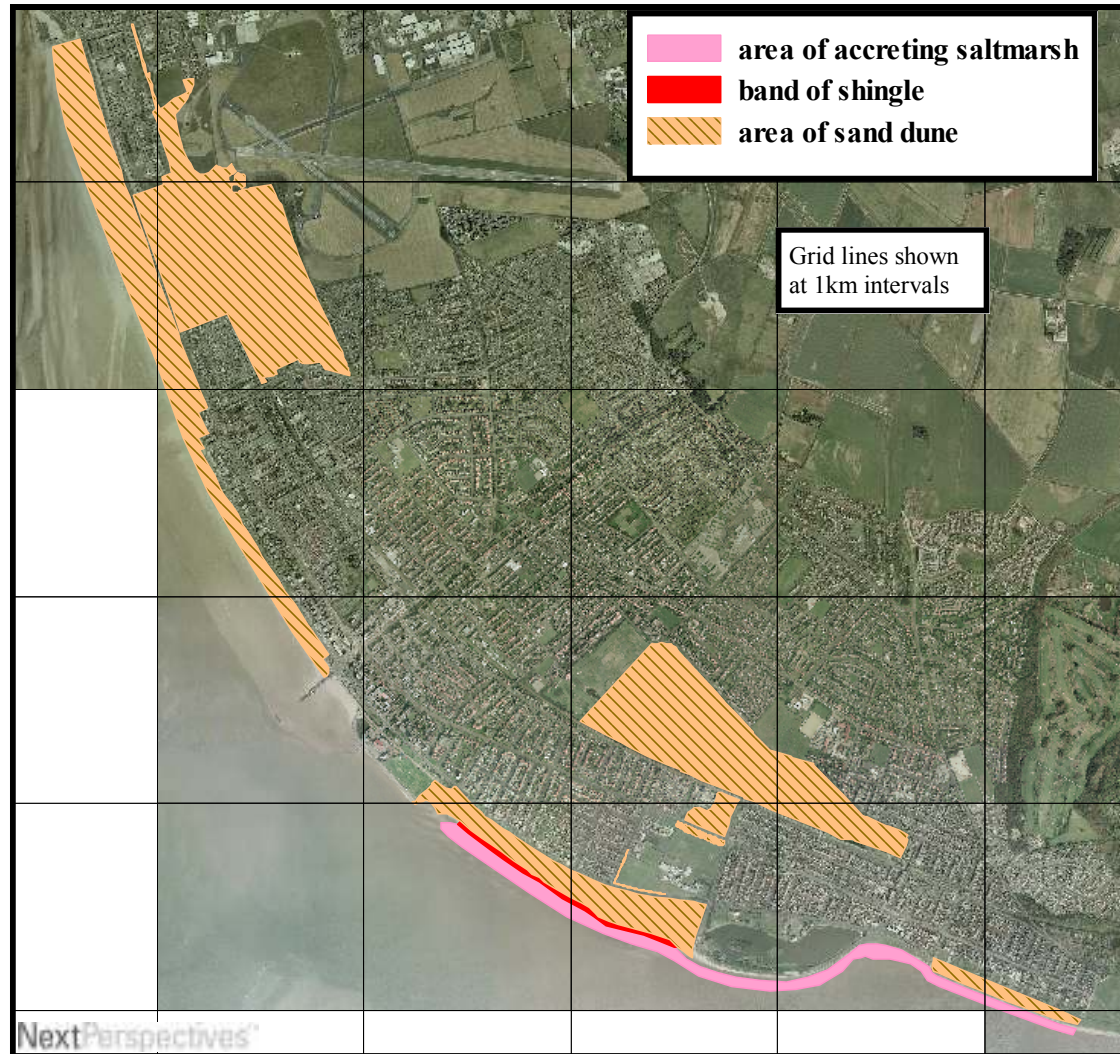 area of accreting saltmarsh
band of shingle
area of sand dune
Grid lines shown
at 1km intervals
NextPerspectives